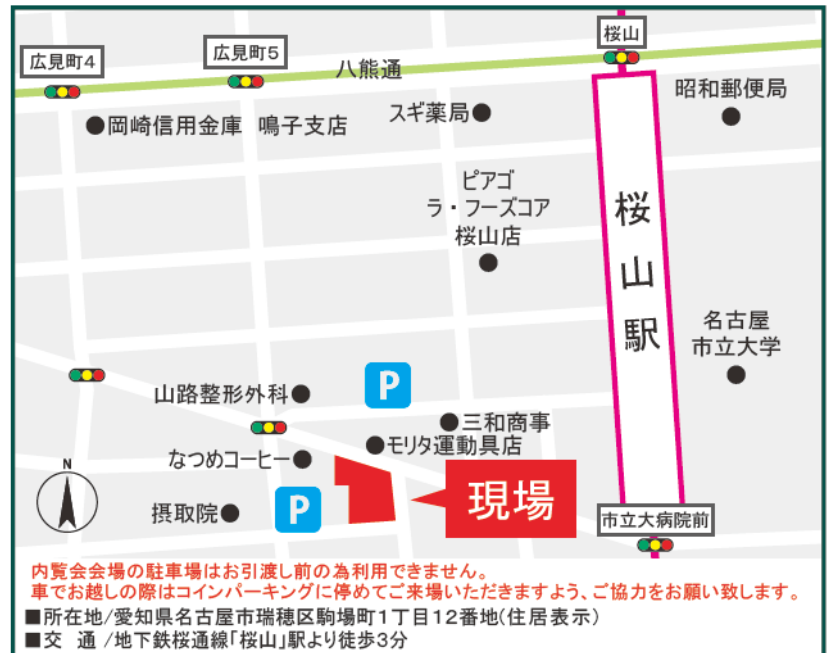 桜山
広見町5
広見町4
八熊通
昭和郵便局
スギ薬局
岡崎信用金庫 鳴子支店
ピアゴ
ラ・フーズコア
桜山店
桜山駅
名古屋
市立大学
P
山路整形外科
三和商事
モリタ運動具店
なつめコーヒー
N
現場
P
摂取院
市立大病院前
内覧会会場の駐車場はお引渡し前の為利用できません。
車でお越しの際はコインパーキングに停めてご来場いただきますよう、ご協力をお願い致します。
■所在地/愛知県名古屋市瑞穂区駒場町1丁目12番地(住居表示)
■交 通/地下鉄桜通線「桜山」駅より徒歩3分